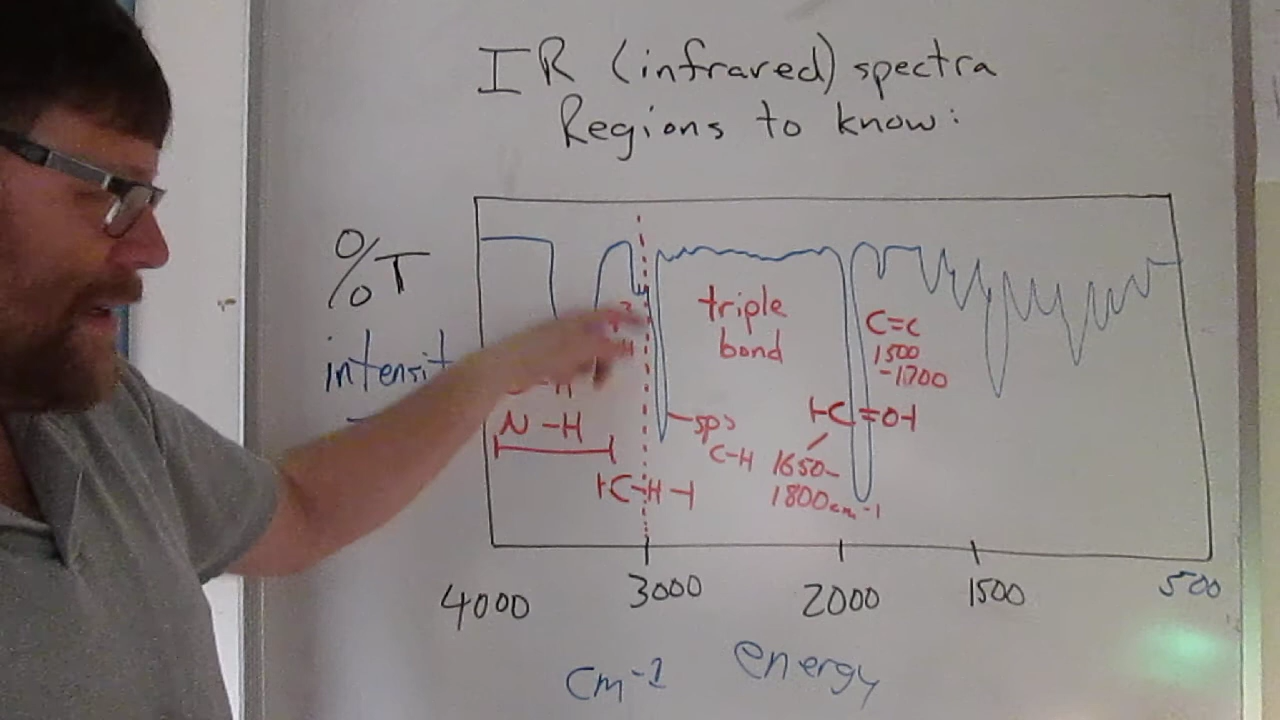 IR (infrared) spectra
Regions to know:
%T
triple
bond
C=C
1500
-1700
N-H
sp3
C-H
C=O
1650-
1800cm-1
C-H
4000
3000
2000
1500
500
cm-1
energy